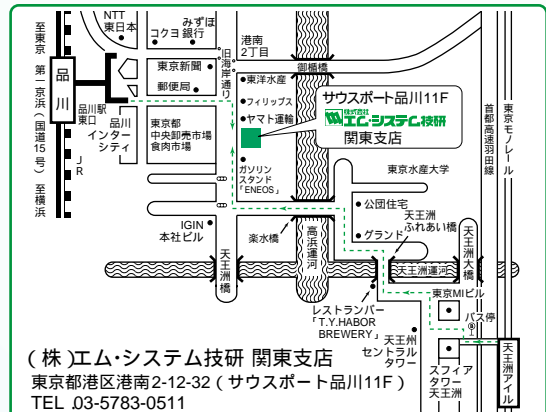 NTT
東日本
みずほ
コクヨ 銀行
旧海岸通り
港南
2丁目
御楯橋
至東京 第一京浜(国道15号) 至横浜
品川
JR
品川駅
東口
東京新聞
郵便局
品川
インター
シティ
東京都
中央卸売市場
食肉市場
東洋水産
フィリップス
ヤマト運輸
サウスポート品川11F
株式会社
エム・システム技研
関東支店
ガソリン
スタンド
「ENEOS」
首都高速羽田線
東京モノレール
東京水産大学
公団住宅
グランド
天王洲
ふれあい橋
天王洲大橋
IGIN
本社ビル
楽水橋
高浜運河
天王洲橋
天王洲運河
レストランバー
「T.Y.HABOR
BREWERY」
東京MIビル
バス停
天王州
セントラル
タワー
スフィア
タワー
天王洲
天王洲アイル
(株)エム・システム技研 関東支店
東京都港区港南2-12-32(サウスポート品川11F)
TEL .03-5783-0511